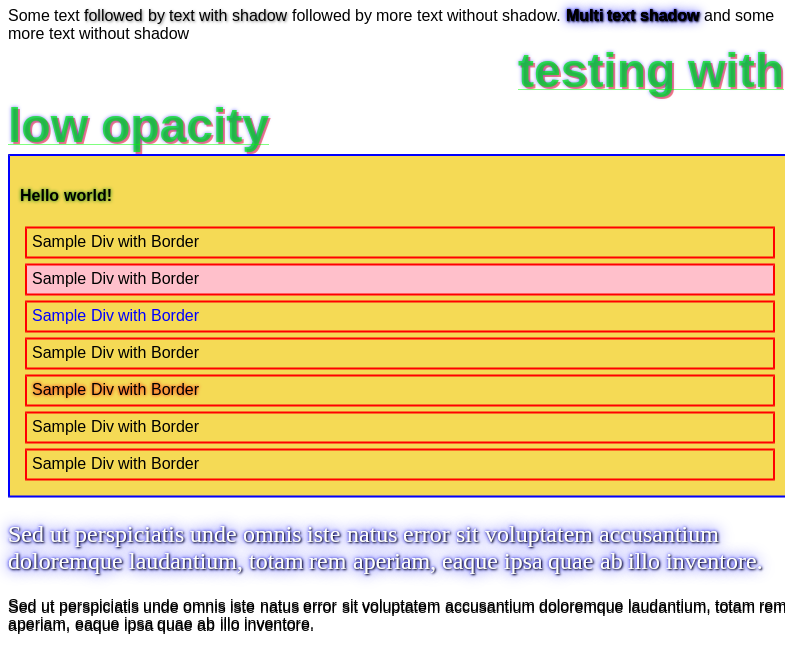 Some text followed by text with shadow followed by more text without shadow. Multi text shadow and some
more text without shadow
testing with
low opacity
Hello world!
Sample Div with Border
Sample Div with Border
Sample Div with Border
Sample Div with Border
Sample Div with Border
Sample Div with Border
Sample Div with Border
Sed ut perspiciatis unde omnis iste natus error sit voluptatem accusantium
doloremque laudantium, totam rem aperiam, eaque ipsa quae ab illo inventore.
Sed ut perspiciatis unde omnis iste natus error sit voluptatem accusantium doloremque laudantium, totam rem
aperiam, eaque ipsa quae ab illo inventore.